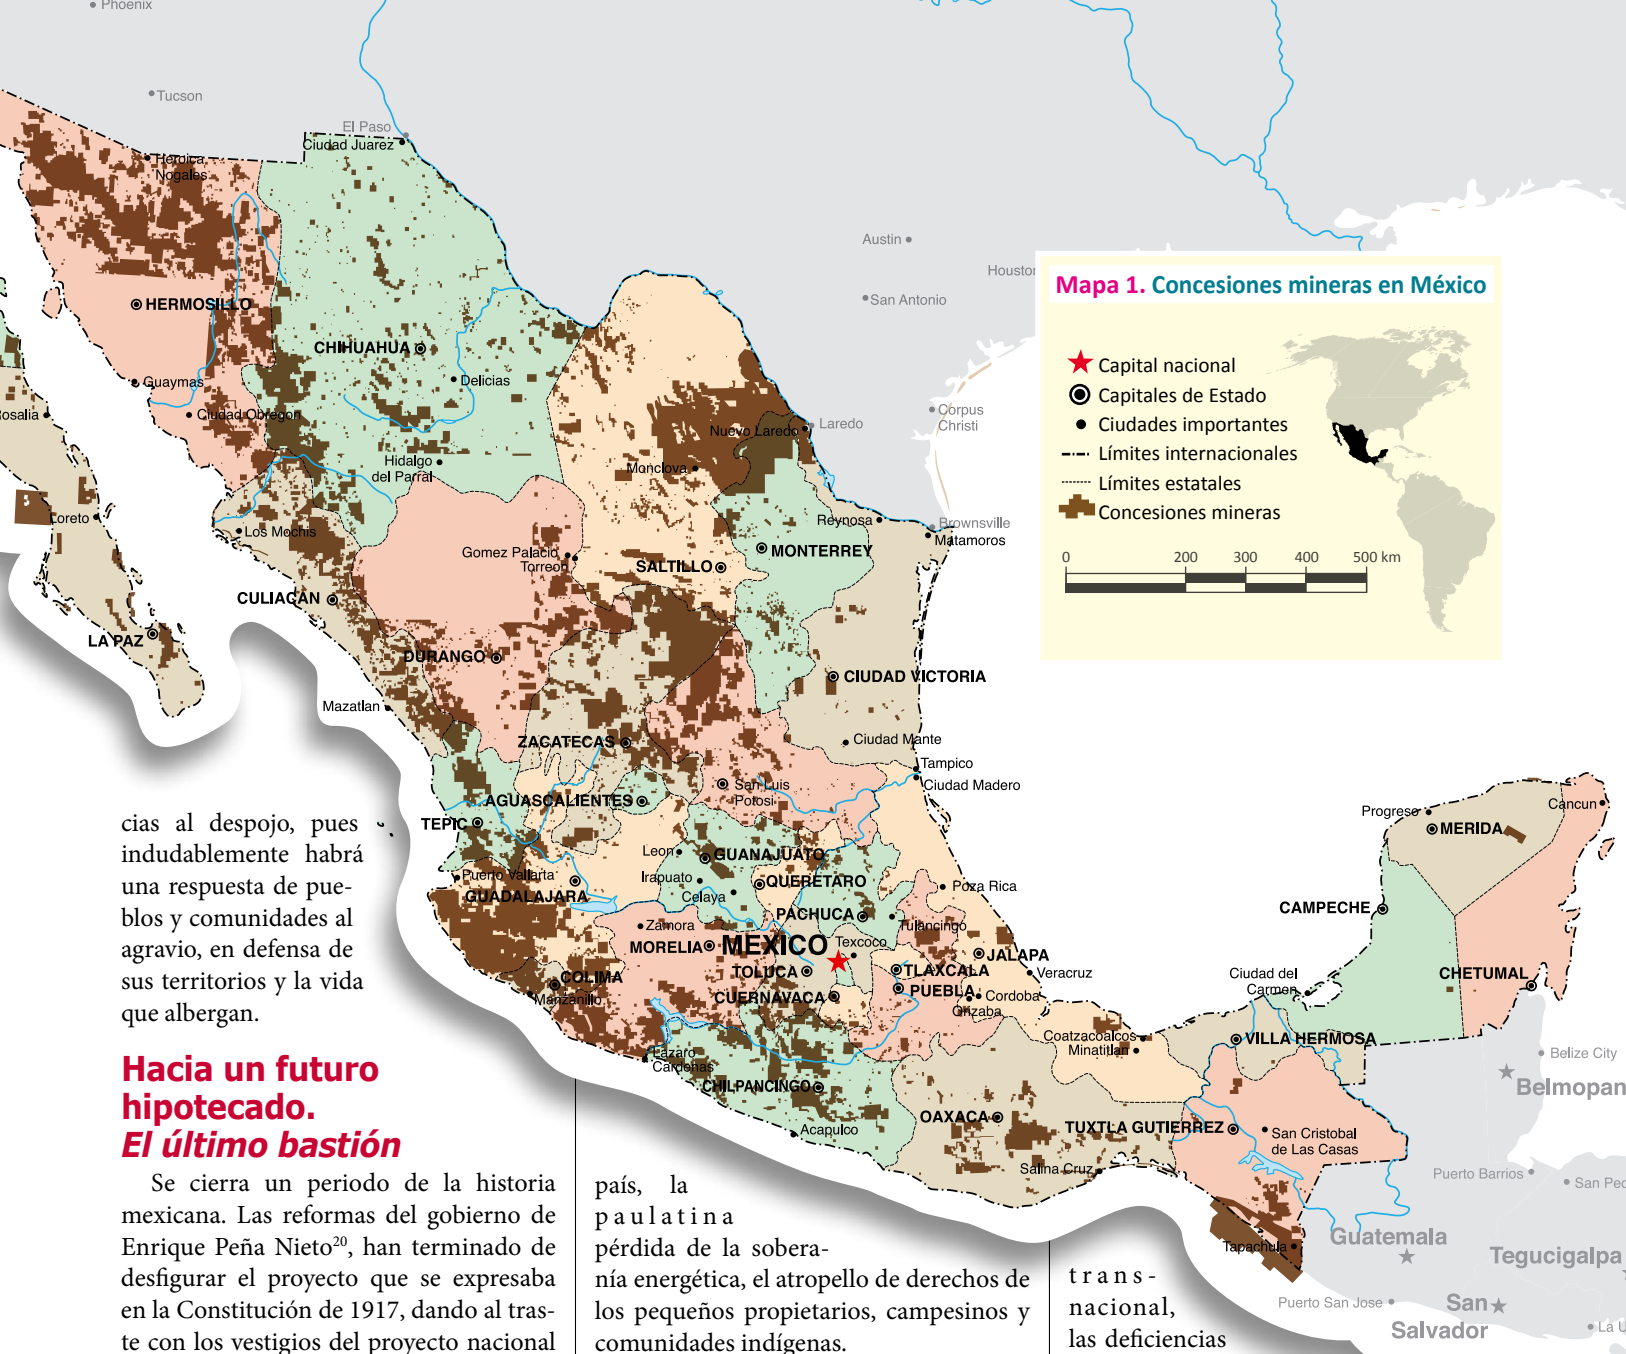 Phoenix
Tucson
El Paso
Ciudad Juarez
Heroica
Nogales
Austin
Houston
San Antonio
HERMOSILLO
CHIHUAHUA
Delicias
Guaymas
Ciudad Obregon
Corpus
Christi
Laredo
Nuevo Laredo
Hidalgo
del Parral
Monclova
Loreto
Los Mochis
Reynosa
Brownsville
Matamoros
Gomez Palacio
Torreon
MONTERREY
SALTILLO
CULIACAN
LA PAZ
DURANGO
CIUDAD VICTORIA
Mazatlan
ZACATECAS
Ciudad Mante
Tampico
Ciudad Madero
San Luis
Potosi
AGUASCALIENTES
TEPIC
Leon
GUANAJUATO
Puerto Vallarta
Irapuato
QUERETARO
GUADALAJARA
Celaya
Poza Rica
PACHUCA
Tulancingo
Zamora
MORELIA
MEXICO
Texcoco
JALAPA
TOLUCA
TLAXCALA
Veracruz
COLIMA
PUEBLA
Manzanillo
CUERNAVACA
Cordoba
Orizaba
Coatzacoalcos
Minatitlan
Lazaro
Cardenas
CHILPANCINGO
Acapulco
OAXACA
TUXTLA GUTIERREZ
San Cristobal
de Las Casas
Salina Cruz
Tapachula
Progreso
MERIDA
Cancun
CAMPECHE
Ciudad del
Carmen
CHETUMAL
VILLA HERMOSA
Belize City
Belmopan
Puerto Barrios
Guatemala
Tegucigalpa
Puerto San Jose
San
Salvador
Mapa 1. Concesiones mineras en México
Capital nacional
Capitales de Estado
Ciudades importantes
Límites internacionales
Límites estatales
Concesiones mineras
0 200 300 400 500 km
cias al despojo, pues
indudablemente habrá
una respuesta de pue-
blos y comunidades al
agravio, en defensa de
sus territorios y la vida
que albergan.
Hacia un futuro
hipotecado.
El último bastión
Se cierra un periodo de la historia
mexicana. Las reformas del gobierno de
Enrique Peña Nieto20, han terminado de
desfigurar el proyecto que se expresaba
en la Constitución de 1917, dando al tras-
te con los vestigios del proyecto nacional
país, la
paulatina
pérdida de la sobera-
nía energética, el atropello de derechos de
los pequeños propietarios, campesinos y
comunidades indígenas.
trans-
nacional,
las deficiencias